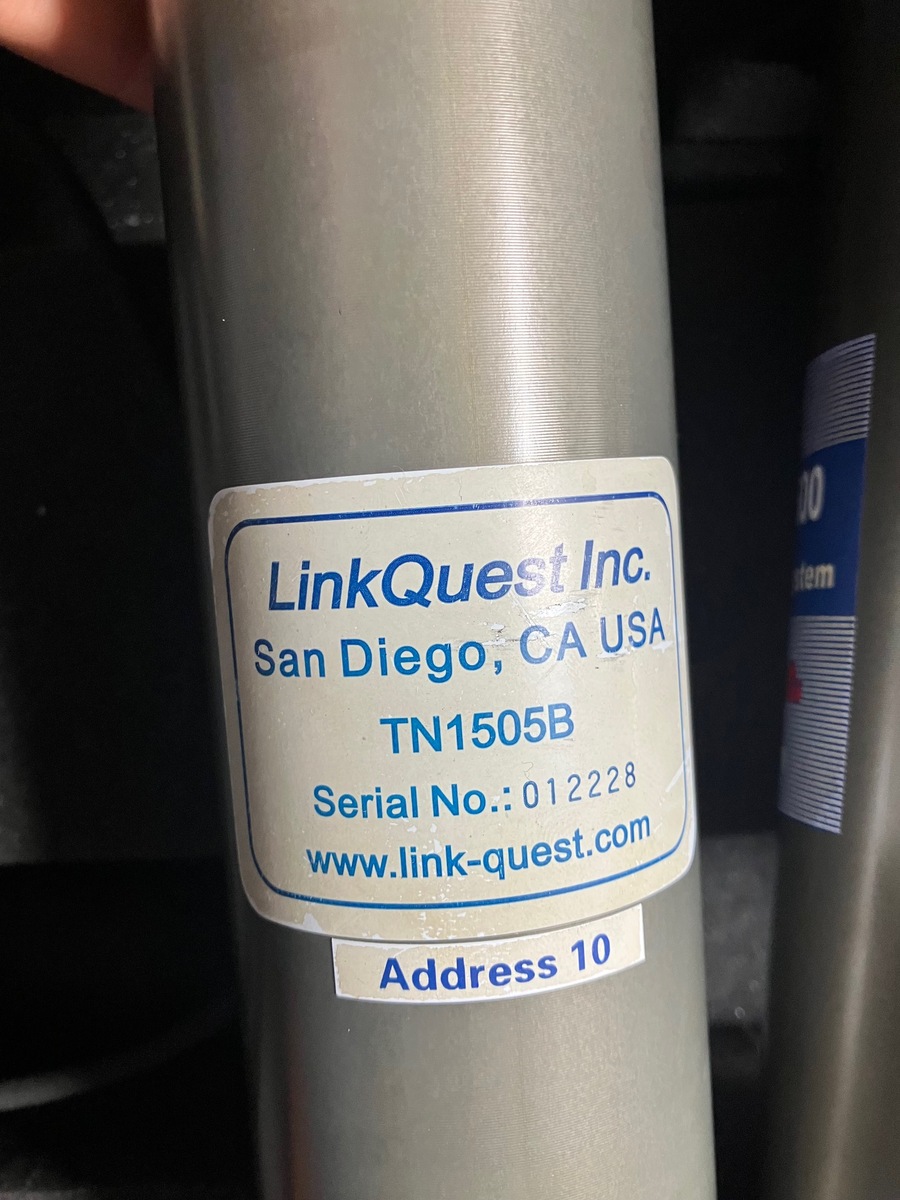 LinkQuest Inc.
San Diego, CA USA
TN1505B
Serial No.: 012228
www.link-quest.com
Address 10